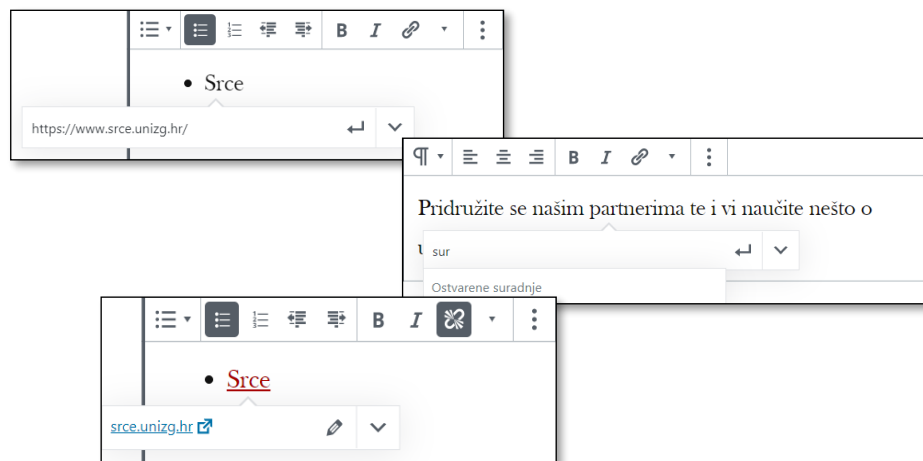 B I
Srce
https://www.srce.unizg.hr/
B I
Pridružite se našim partnerima te i vi naučite nešto o
sur
Ostvarene suradnje
B I
Srce
srce.unizg.hr